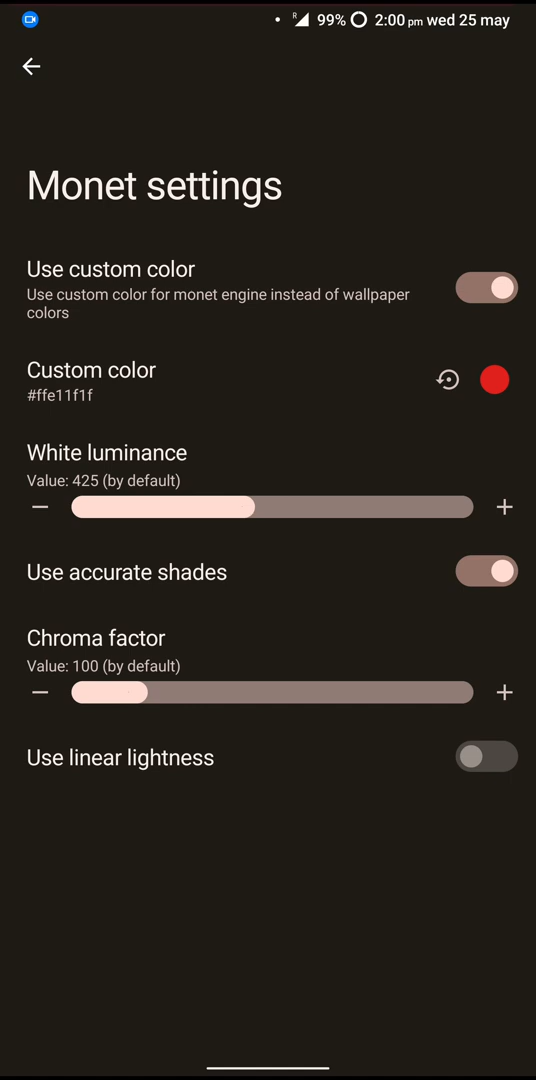 R 99% 2:00 pm wed 25 may
Monet settings
Use custom color
Use custom color for monet engine instead of wallpaper
colors
Custom color
#ffe11f1f
White luminance
Value: 425 (by default)
Use accurate shades
Chroma factor
Value: 100 (by default)
Use linear lightness